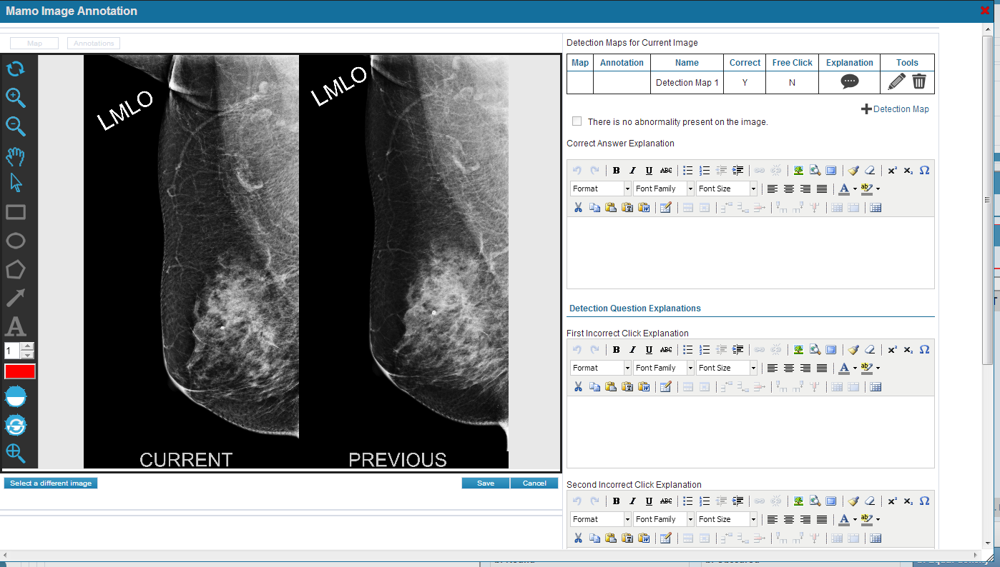 Mamo Image Annotation
Map
Annotations
LMLO
LMLO
CURRENT
PREVIOUS
A
1
Select a different image
Save
Cancel
Detection Maps for Current Image
Map Annotation Name Correct Free Click Explanation Tools
Detection Map 1 Y N
Detection Map
There is no abnormality present on the image.
Correct Answer Explanation
B I U ABC
Format Font Family Font Size
Detection Question Explanations
First Incorrect Click Explanation
B I U ABC
Format Font Family Font Size
Second Incorrect Click Explanation
B I U ABC
Format Font Family Font Size